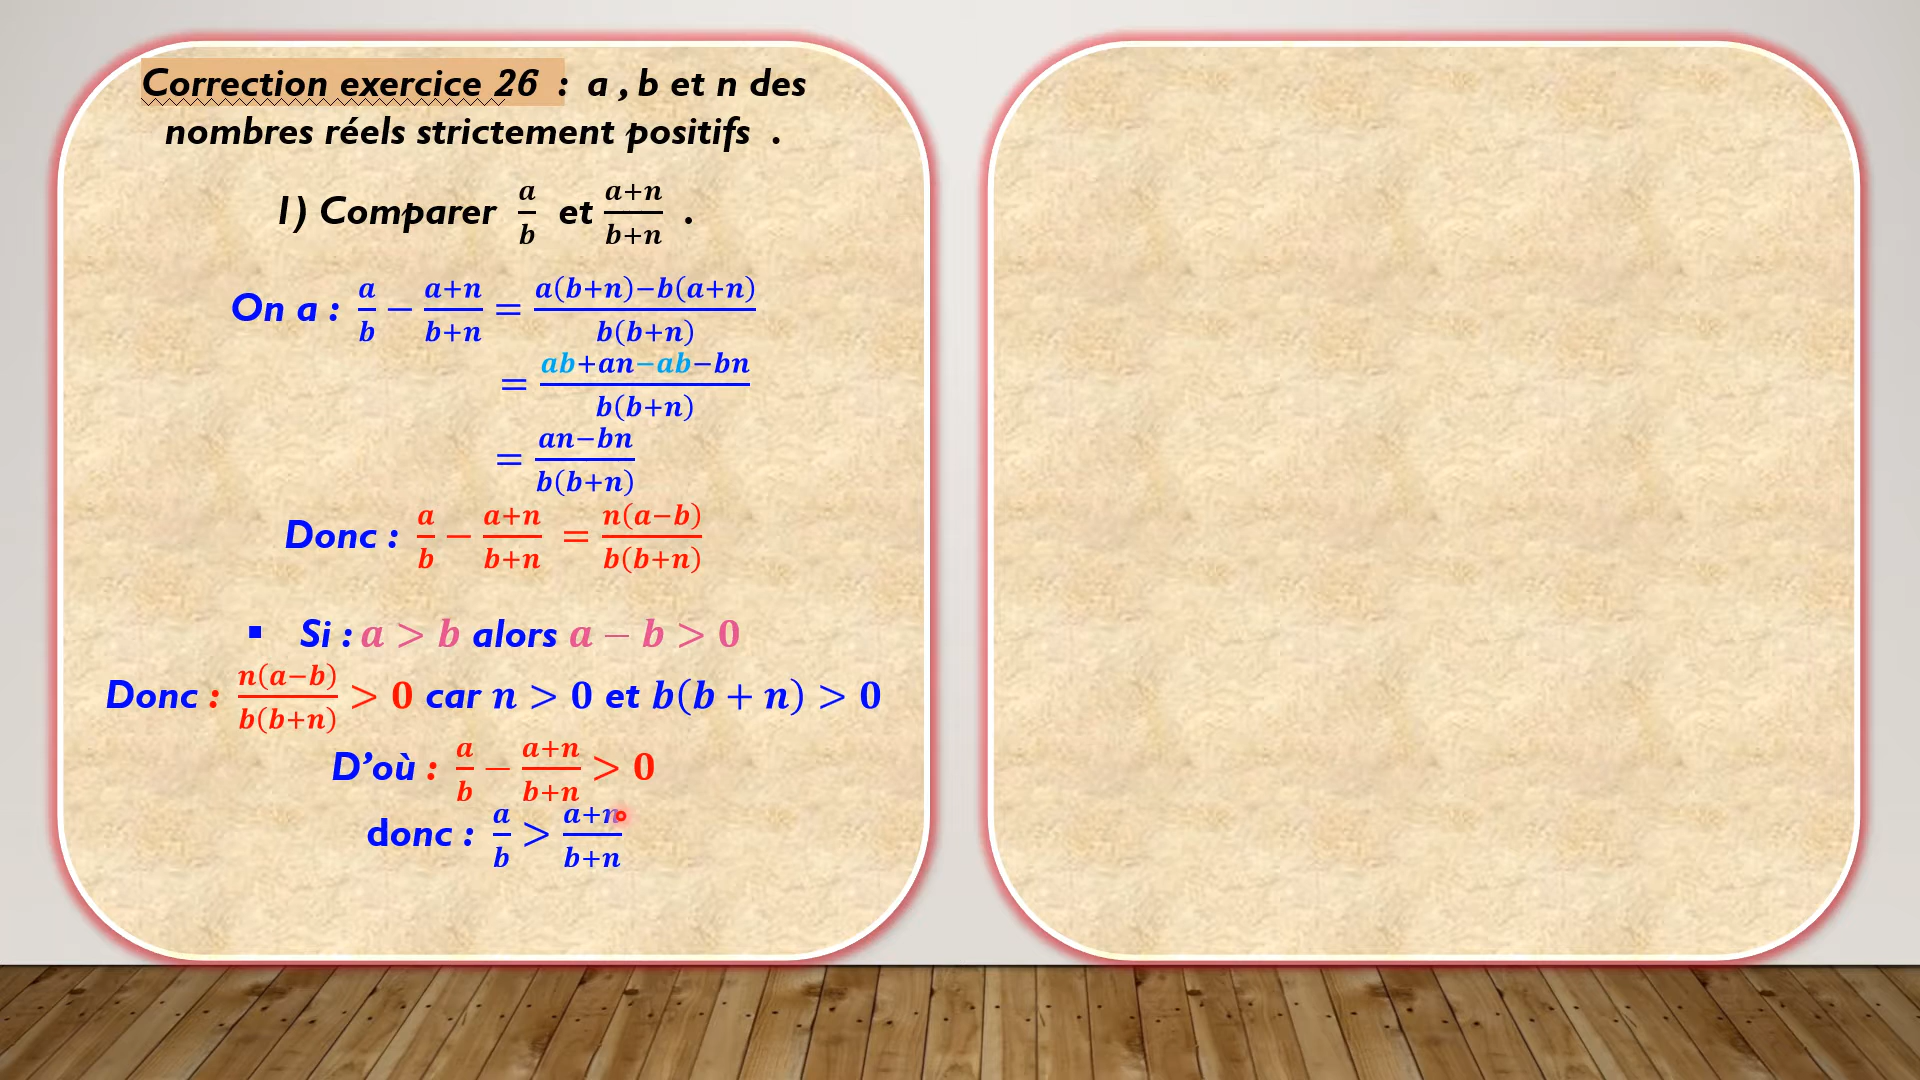 Correction exercice 26 : a , b et n des
nombres réels strictement positifs .
1) Comparer a/b et (a+n)/(b+n) .
On a : a/b − (a+n)/(b+n) = (a(b+n)−b(a+n))/(b(b+n))
= (ab+an−ab−bn)/(b(b+n))
= (an−bn)/(b(b+n))
Donc : a/b − (a+n)/(b+n) = (n(a−b))/(b(b+n))
▪ Si : a > b alors a − b > 0
Donc : (n(a−b))/(b(b+n)) > 0 car n > 0 et b(b + n) > 0
D’où : a/b − (a+n)/(b+n) > 0
donc : a/b > (a+n)/(b+n)